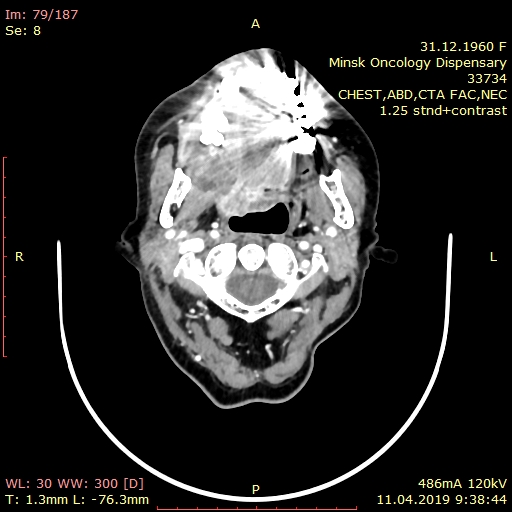 Im: 79/187
Se: 8
A
31.12.1960 F
Minsk Oncology Dispensary
33734
CHEST,ABD,CTA FAC,NEC
1.25 stnd+contrast
R
L
WL: 30 WW: 300 [D]
T: 1.3mm L: -76.3mm
P
486mA 120kV
11.04.2019 9:38:44